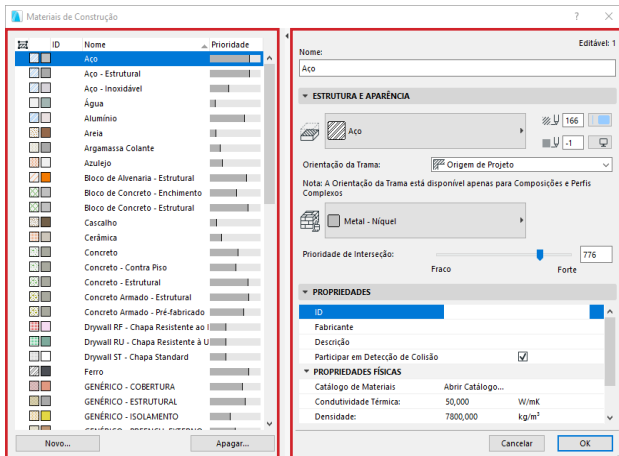 Materiais de Construção
ID Nome Prioridade
Aço
Aço - Estrutural
Aço - Inoxidável
Água
Alumínio
Areia
Argamassa Colante
Azulejo
Bloco de Alvenaria - Estrutural
Bloco de Concreto - Enchimento
Bloco de Concreto - Estrutural
Cascalho
Cerâmica
Concreto
Concreto - Contra Piso
Concreto - Estrutural
Concreto Armado - Estrutural
Concreto Armado - Pré-fabricado
Drywall RF - Chapa Resistente ao
Drywall RU - Chapa Resistente à U
Drywall ST - Chapa Standard
Ferro
GENÉRICO - COBERTURA
GENÉRICO - ESTRUTURAL
GENÉRICO - ISOLAMENTO
Novo...
Apagar...
Editável: 1
Nome:
Aço
ESTRUTURA E APARÊNCIA
Aço
166
-1
Orientação da Trama: Origem de Projeto
Nota: A Orientação da Trama está disponível apenas para Composições e Perfis
Complexos
Metal - Níquel
Prioridade de Interseção: 776
Fraco Forte
PROPRIEDADES
ID
Fabricante
Descrição
Participar em Detecção de Colisão
PROPRIEDADES FÍSICAS
Catálogo de Materiais Abrir Catálogo...
Condutividade Térmica: 50,000 W/mK
Densidade: 7800,000 kg/m³
Cancelar
OK